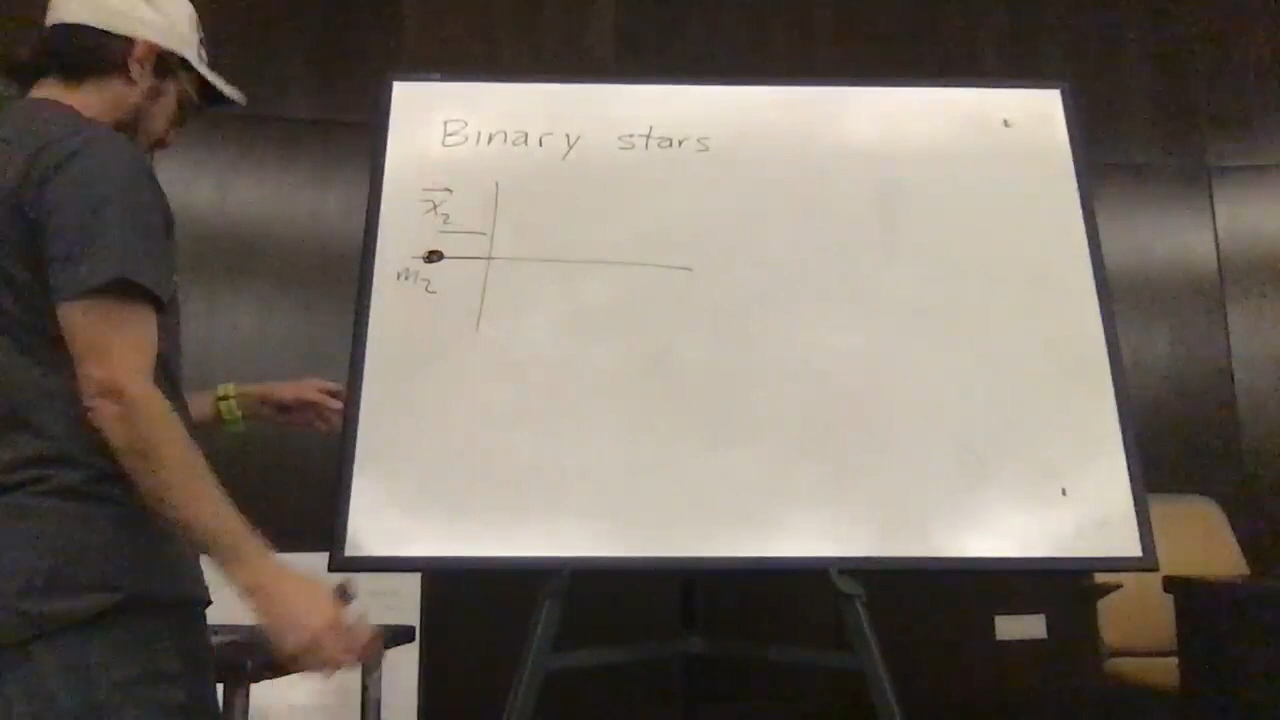 Binary stars
x⃗₂
m₂